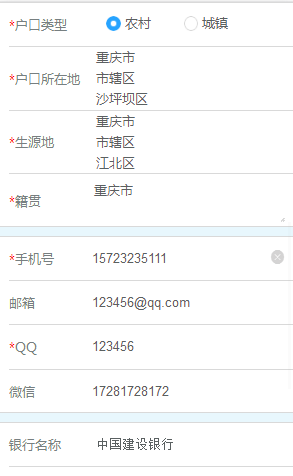 *户口类型 农村 城镇
重庆市
*户口所在地 市辖区
沙坪坝区
重庆市
*生源地 市辖区
江北区
*籍贯 重庆市
*手机号 15723235111
邮箱 123456@qq.com
*QQ 123456
微信 17281728172
银行名称 中国建设银行